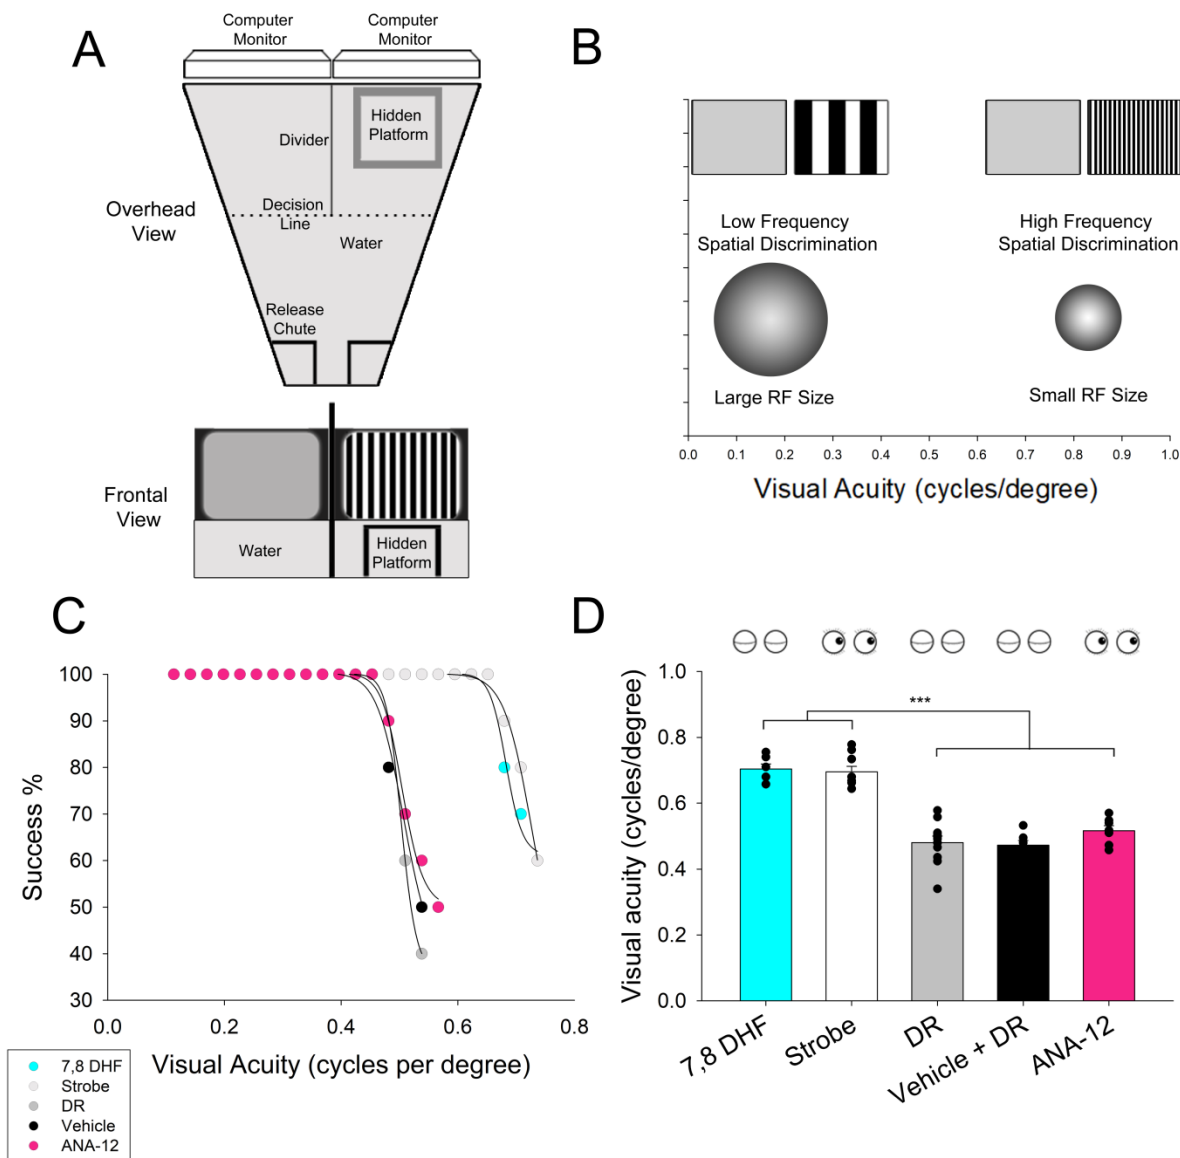 A
Computer
Monitor
Computer
Monitor
Hidden
Platform
Divider
Decision
Line
Water
Overhead
View
Release
Chute
Frontal
View
Water
Hidden
Platform
B
Low Frequency
Spatial Discrimination
High Frequency
Spatial Discrimination
Large RF Size
Small RF Size
0.0 0.1 0.2 0.3 0.4 0.5 0.6 0.7 0.8 0.9 1.0
Visual Acuity (cycles/degree)
C
100
90
80
70
60
50
40
30
Success %
0.0 0.2 0.4 0.6 0.8
Visual Acuity (cycles per degree)
7,8 DHF
Strobe
DR
Vehicle
ANA-12
D
***
1.0
0.8
0.6
0.4
0.2
0.0
Visual acuity (cycles/degree)
7,8 DHF
Strobe
DR
Vehicle + DR
ANA-12